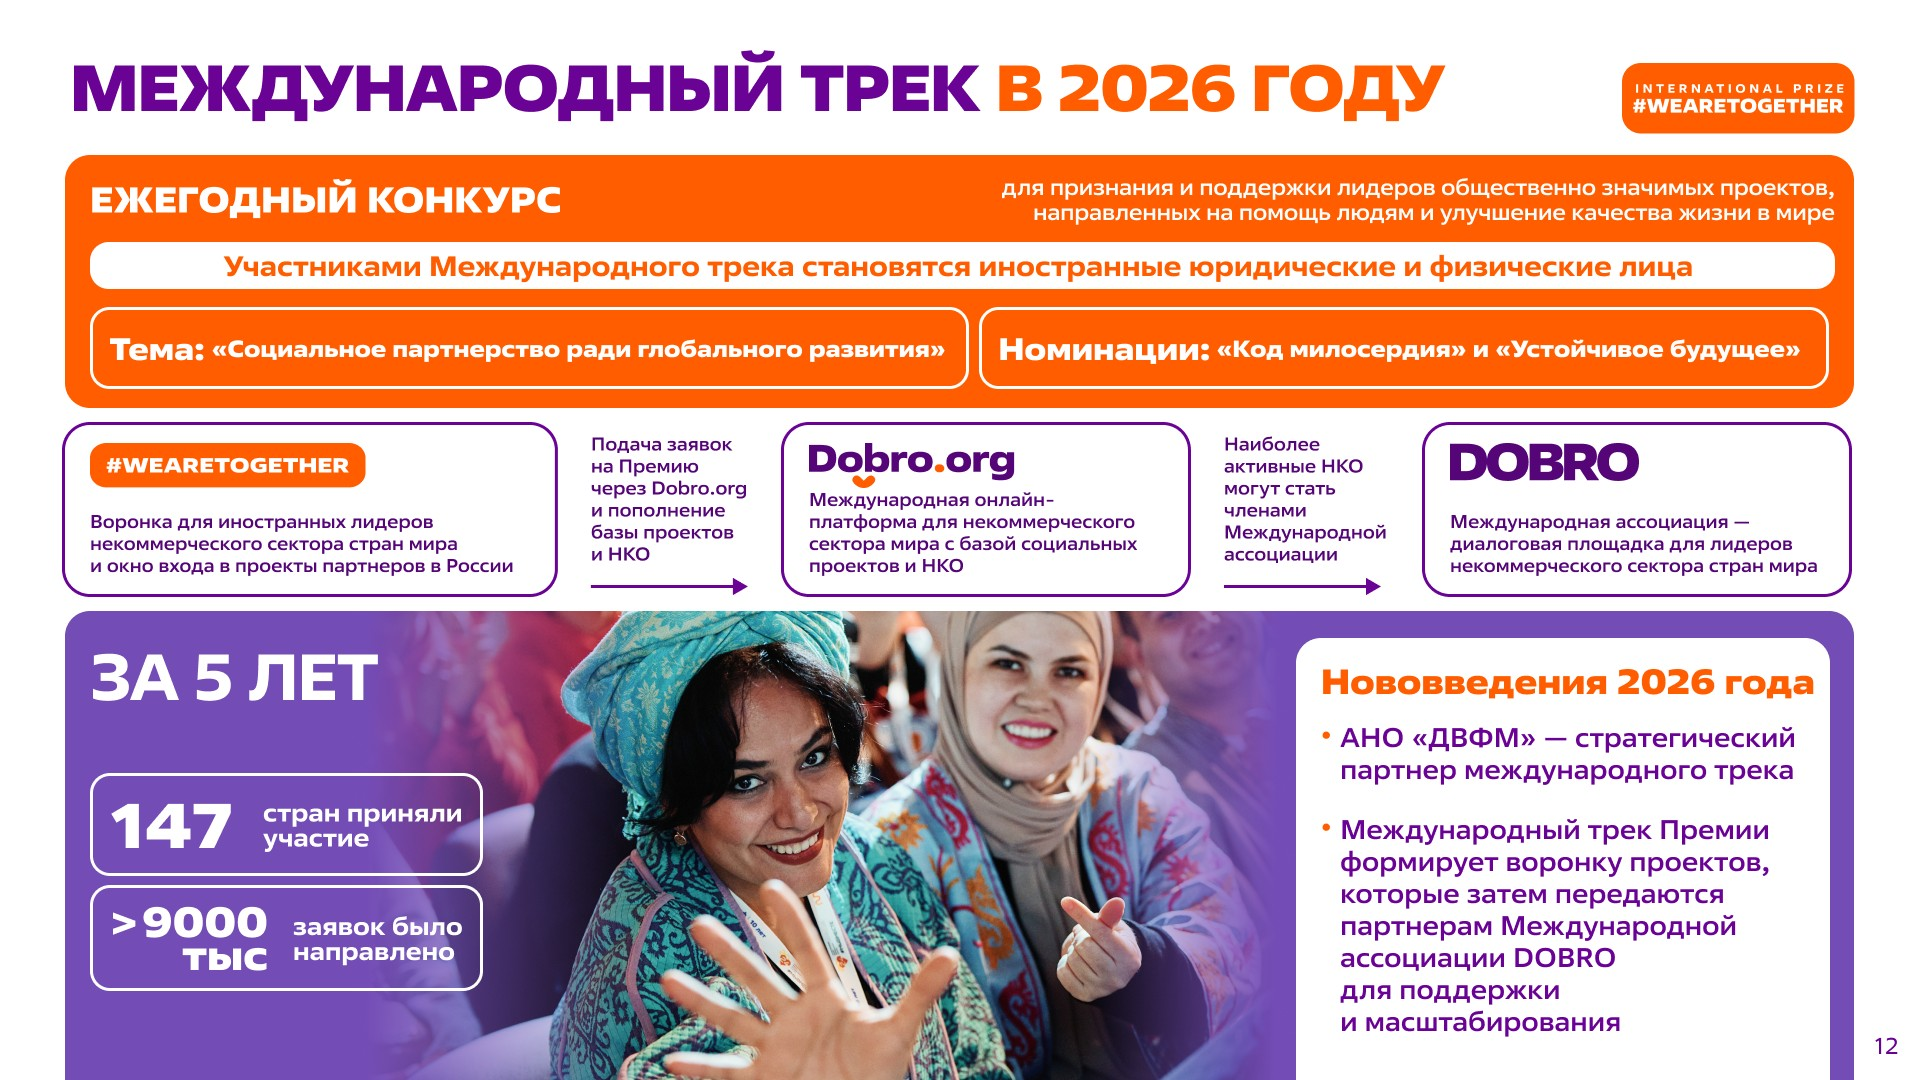 МЕЖДУНАРОДНЫЙ ТРЕК В 2026 ГОДУ
INTERNATIONAL PRIZE
#WEARETOGETHER
ЕЖЕГОДНЫЙ КОНКУРС
для признания и поддержки лидеров общественно значимых проектов,
направленных на помощь людям и улучшение качества жизни в мире
Участниками Международного трека становятся иностранные юридические и физические лица
Тема: «Социальное партнерство ради глобального развития»
Номинации: «Код милосердия» и «Устойчивое будущее»
#WEARETOGETHER
Воронка для иностранных лидеров
некоммерческого сектора стран мира
и окно входа в проекты партнеров в России
Подача заявок
на Премию
через Dobro.org
и пополнение
базы проектов
и НКО
Dobro.org
Международная онлайн-
платформа для некоммерческого
сектора мира с базой социальных
проектов и НКО
Наиболее
активные НКО
могут стать
членами
Международной
ассоциации
DOBRO
Международная ассоциация —
диалоговая площадка для лидеров
некоммерческого сектора стран мира
ЗА 5 ЛЕТ
147 стран приняли
участие
>9000
тыс
заявок было
направлено
Нововведения 2026 года
• АНО «ДВФМ» — стратегический
партнер международного трека
• Международный трек Премии
формирует воронку проектов,
которые затем передаются
партнерам Международной
ассоциации DOBRO
для поддержки
и масштабирования
12